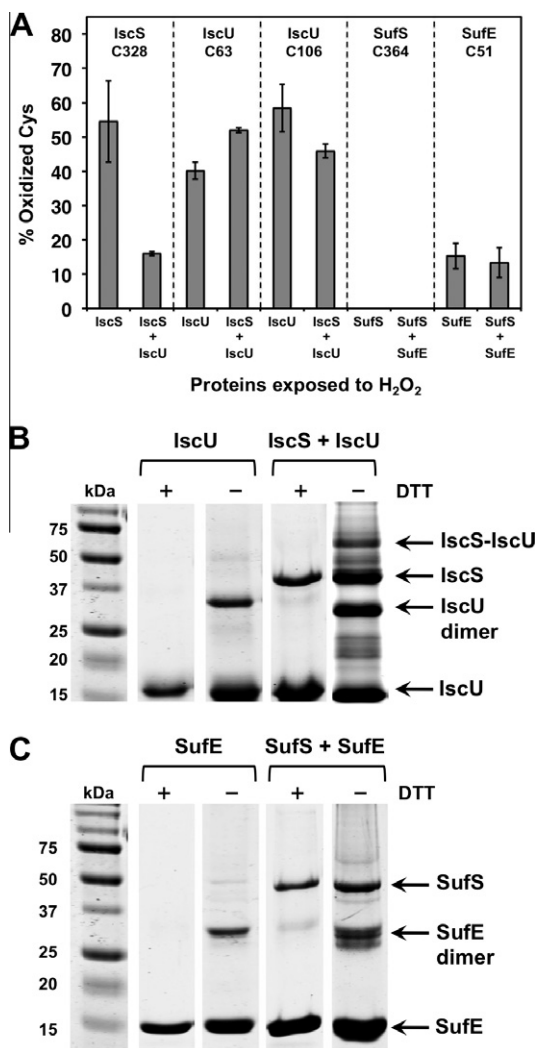 A
IscS C328
IscU C63
IscU C106
SufS C364
SufE C51
% Oxidized Cys
80
70
60
50
40
30
20
10
0
IscS
IscS + IscU
IscU
IscS + IscU
IscU
IscS + IscU
SufS
SufS + SufE
SufE
SufS + SufE
Proteins exposed to H₂O₂
B
IscU
IscS + IscU
kDa
+
−
+
−
DTT
75
50
37
25
20
15
IscS-IscU
IscS
IscU dimer
IscU
C
SufE
SufS + SufE
kDa
+
−
+
−
DTT
75
50
37
25
20
15
SufS
SufE dimer
SufE